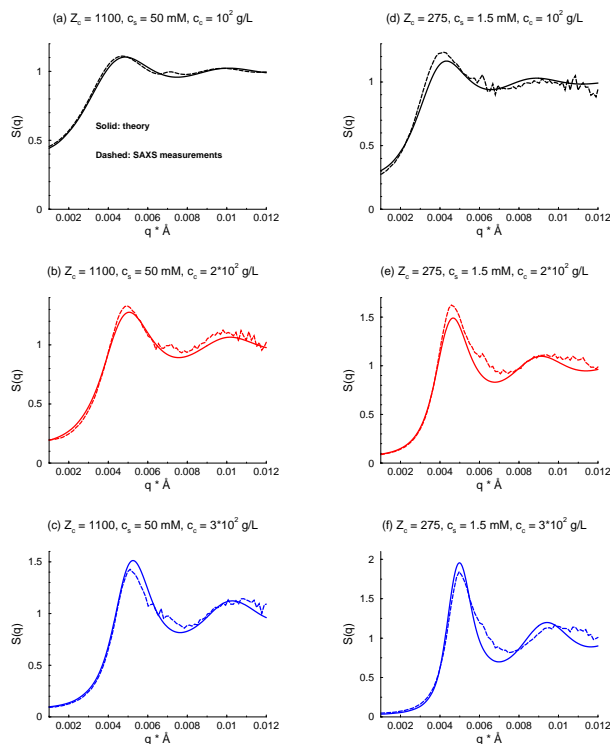 (a) Z_c = 1100, c_s = 50 mM, c_c = 10^2 g/L
S(q)
1
0.5
0
Solid: theory
Dashed: SAXS measurements
0.002 0.004 0.006 0.008 0.01 0.012
q * Å
(d) Z_c = 275, c_s = 1.5 mM, c_c = 10^2 g/L
S(q)
1
0.5
0
0.002 0.004 0.006 0.008 0.01 0.012
q * Å
(b) Z_c = 1100, c_s = 50 mM, c_c = 2*10^2 g/L
S(q)
1
0.5
0
0.002 0.004 0.006 0.008 0.01 0.012
q * Å
(e) Z_c = 275, c_s = 1.5 mM, c_c = 2*10^2 g/L
S(q)
1.5
1
0.5
0
0.002 0.004 0.006 0.008 0.01 0.012
q * Å
(c) Z_c = 1100, c_s = 50 mM, c_c = 3*10^2 g/L
S(q)
1.5
1
0.5
0
0.002 0.004 0.006 0.008 0.01 0.012
q * Å
(f) Z_c = 275, c_s = 1.5 mM, c_c = 3*10^2 g/L
S(q)
2
1.5
1
0.5
0
0.002 0.004 0.006 0.008 0.01 0.012
q * Å